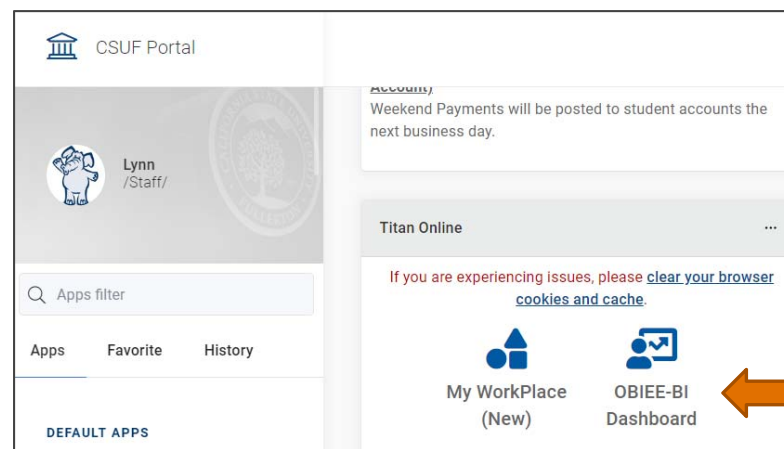 CSUF Portal
Account)
Weekend Payments will be posted to student accounts the
next business day.
Lynn
/Staff/
Apps filter
Apps Favorite History
DEFAULT APPS
Titan Online
...
If you are experiencing issues, please clear your browser
cookies and cache.
My WorkPlace
(New)
OBIEE-BI
Dashboard